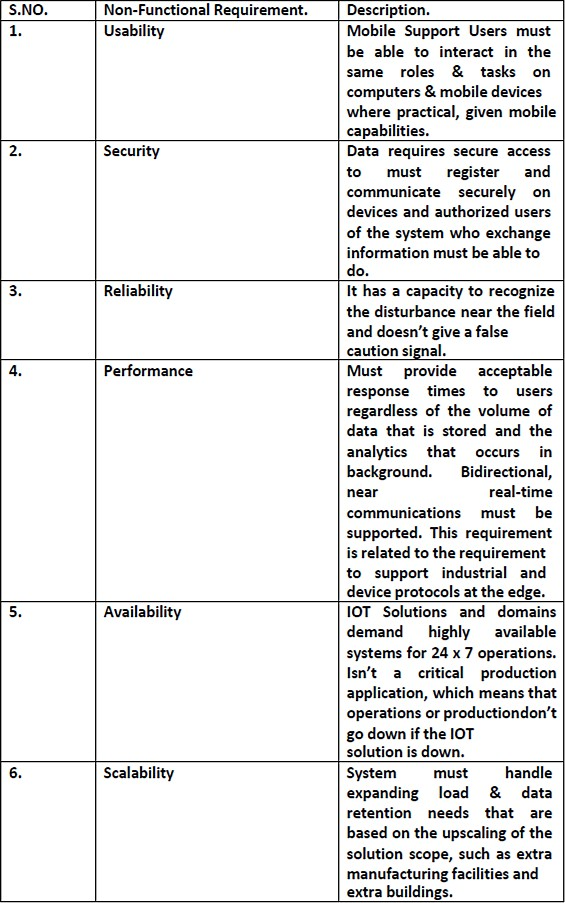 S.NO. Non-Functional Requirement. Description.
1. Usability Mobile Support Users must
be able to interact in the
same roles & tasks on
computers & mobile devices
where practical, given mobile
capabilities.
2. Security Data requires secure access
to must register and
communicate securely on
devices and authorized users
of the system who exchange
information must be able to
do.
3. Reliability It has a capacity to recognize
the disturbance near the field
and doesn’t give a false
caution signal.
4. Performance Must provide acceptable
response times to users
regardless of the volume of
data that is stored and the
analytics that occurs in
background. Bidirectional,
near real-time
communications must be
supported. This requirement
is related to the requirement
to support industrial and
device protocols at the edge.
5. Availability IOT Solutions and domains
demand highly available
systems for 24 x 7 operations.
Isn’t a critical production
application, which means that
operations or productiondon’t
go down if the IOT
solution is down.
6. Scalability System must handle
expanding load & data
retention needs that are
based on the upscaling of the
solution scope, such as extra
manufacturing facilities and
extra buildings.